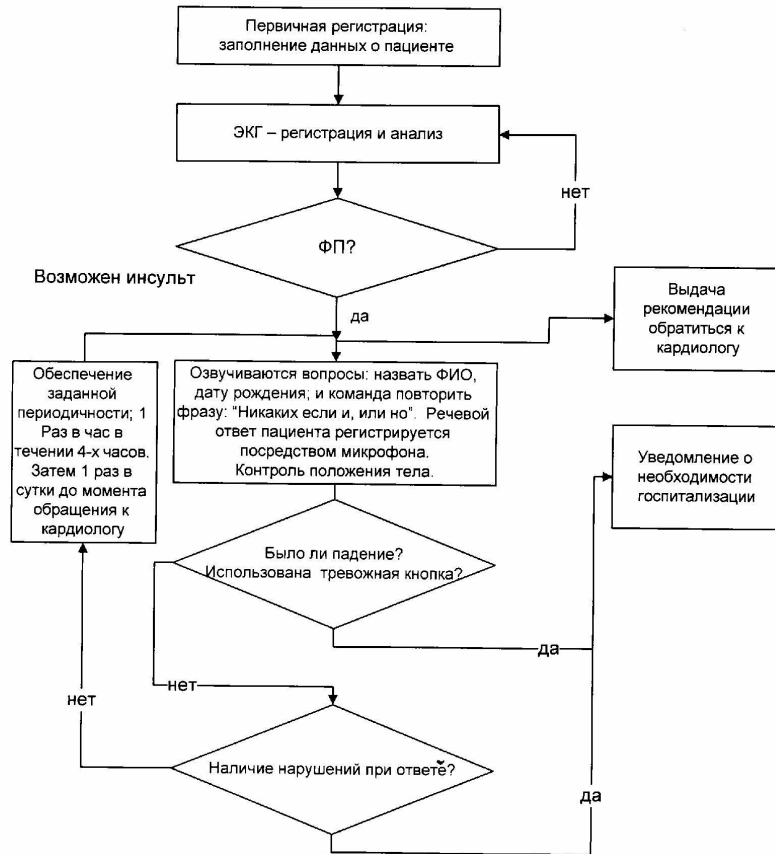 Первичная регистрация:
заполнение данных о пациенте
ЭКГ – регистрация и анализ
нет
ФП?
Возможен инсульт
да
Выдача
рекомендации
обратиться к
кардиологу
Обеспечение
заданной
периодичности; 1
Раз в час в
течении 4-х часов.
Затем 1 раз в
сутки до момента
обращения к
кардиологу
Озвучиваются вопросы: назвать ФИО,
дату рождения; и команда повторить
фразу: "Никаких если и, или но". Речевой
ответ пациента регистрируется
посредством микрофона.
Контроль положения тела.
Уведомление о
необходимости
госпитализации
Было ли падение?
Использована тревожная кнопка?
да
нет
нет
Наличие нарушений при ответе?
да